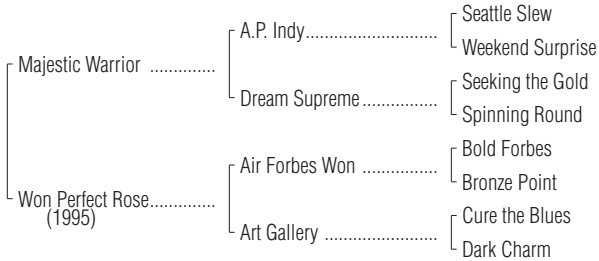 Seattle Slew
A.P. Indy..............................
Weekend Surprise
Majestic Warrior ..............
Seeking the Gold
Dream Supreme.................
Spinning Round
Bold Forbes
Air Forbes Won .................
Bronze Point
Won Perfect Rose..............
(1995)
Cure the Blues
Art Gallery .........................
Dark Charm